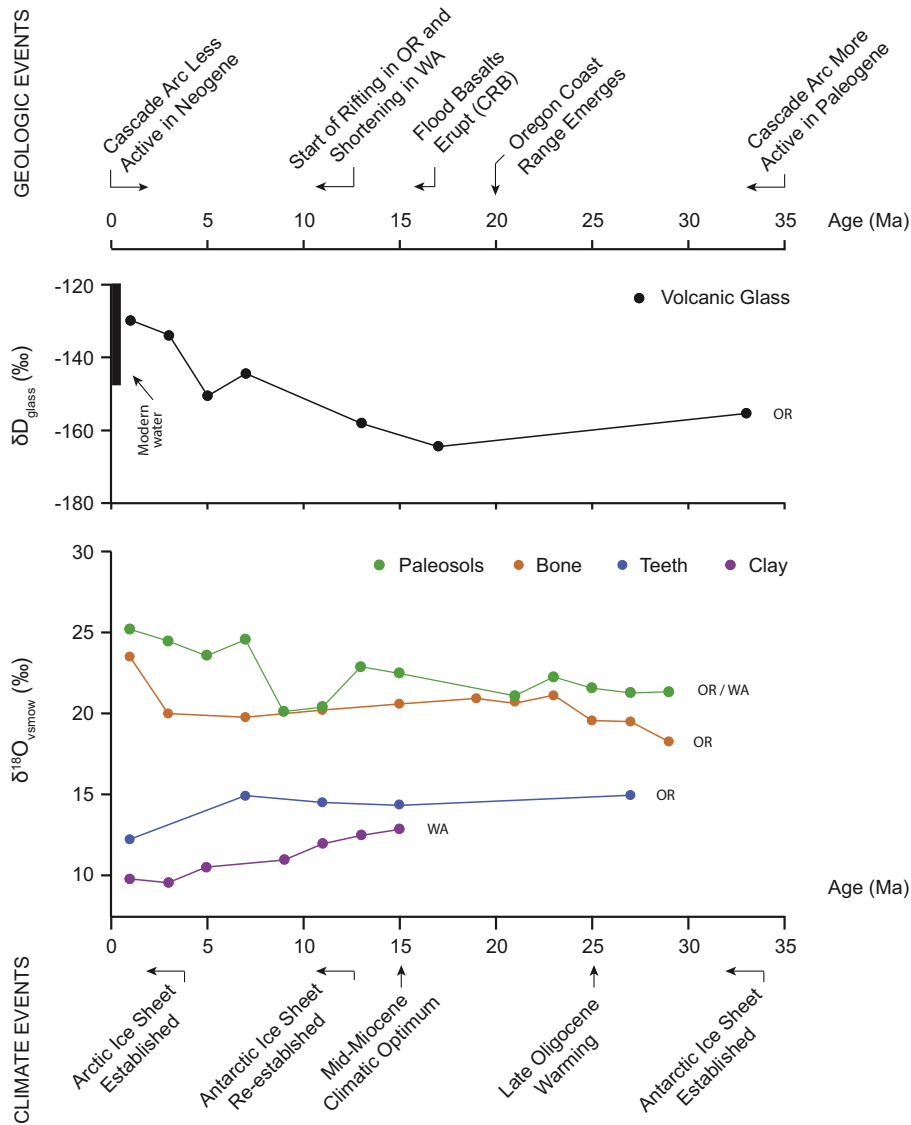 GEOLOGIC EVENTS
Cascade Arc Less
Active in Neogene
Start of Rifting in OR and
Shortening in WA
Flood Basalts
Erupt (CRB)
Oregon Coast
Range Emerges
Cascade Arc More
Active in Paleogene
0 5 10 15 20 25 30 35 Age (Ma)
-120
-140
-160
-180
δD glass (‰)
Volcanic Glass
Modern
water
OR
30
25
20
15
10
δ18O vsmow (‰)
Paleosols Bone Teeth Clay
OR / WA
OR
OR
WA
Age (Ma)
0 5 10 15 20 25 30 35
CLIMATE EVENTS
Arctic Ice Sheet
Established
Antarctic Ice Sheet
Re-establshed
Mid-Miocene
Climatic Optimum
Late Oligocene
Warming
Antarctic Ice Sheet
Established